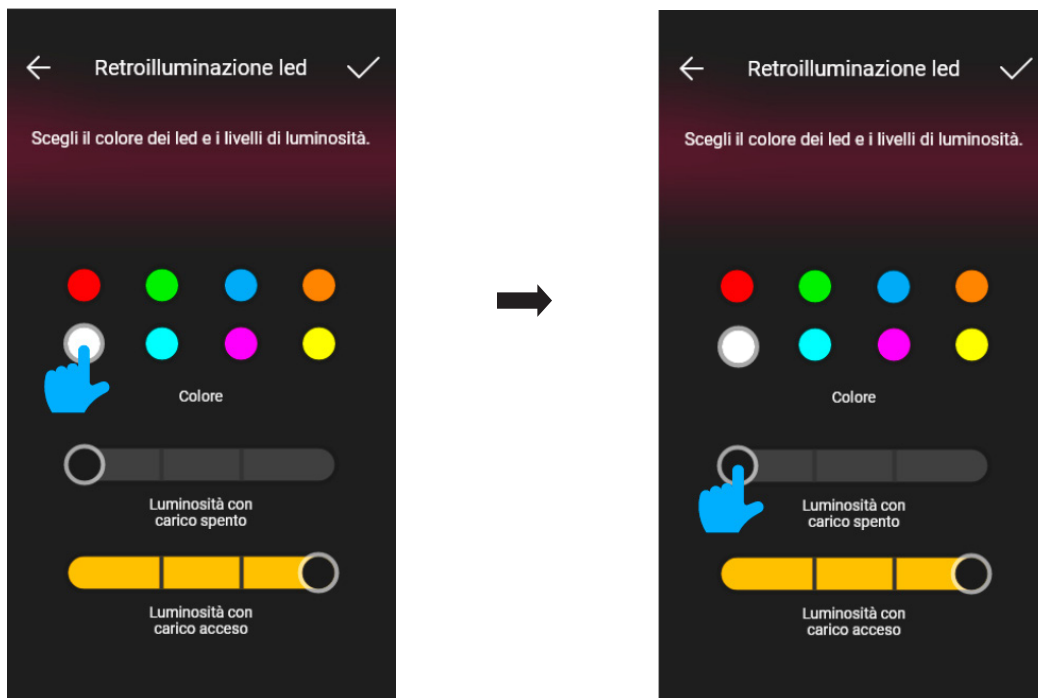 Retroilluminazione led
Scegli il colore dei led e i livelli di luminosità.
Colore
Luminosità con
carico spento
Luminosità con
carico acceso
Retroilluminazione led
Scegli il colore dei led e i livelli di luminosità.
Colore
Luminosità con
carico spento
Luminosità con
carico acceso